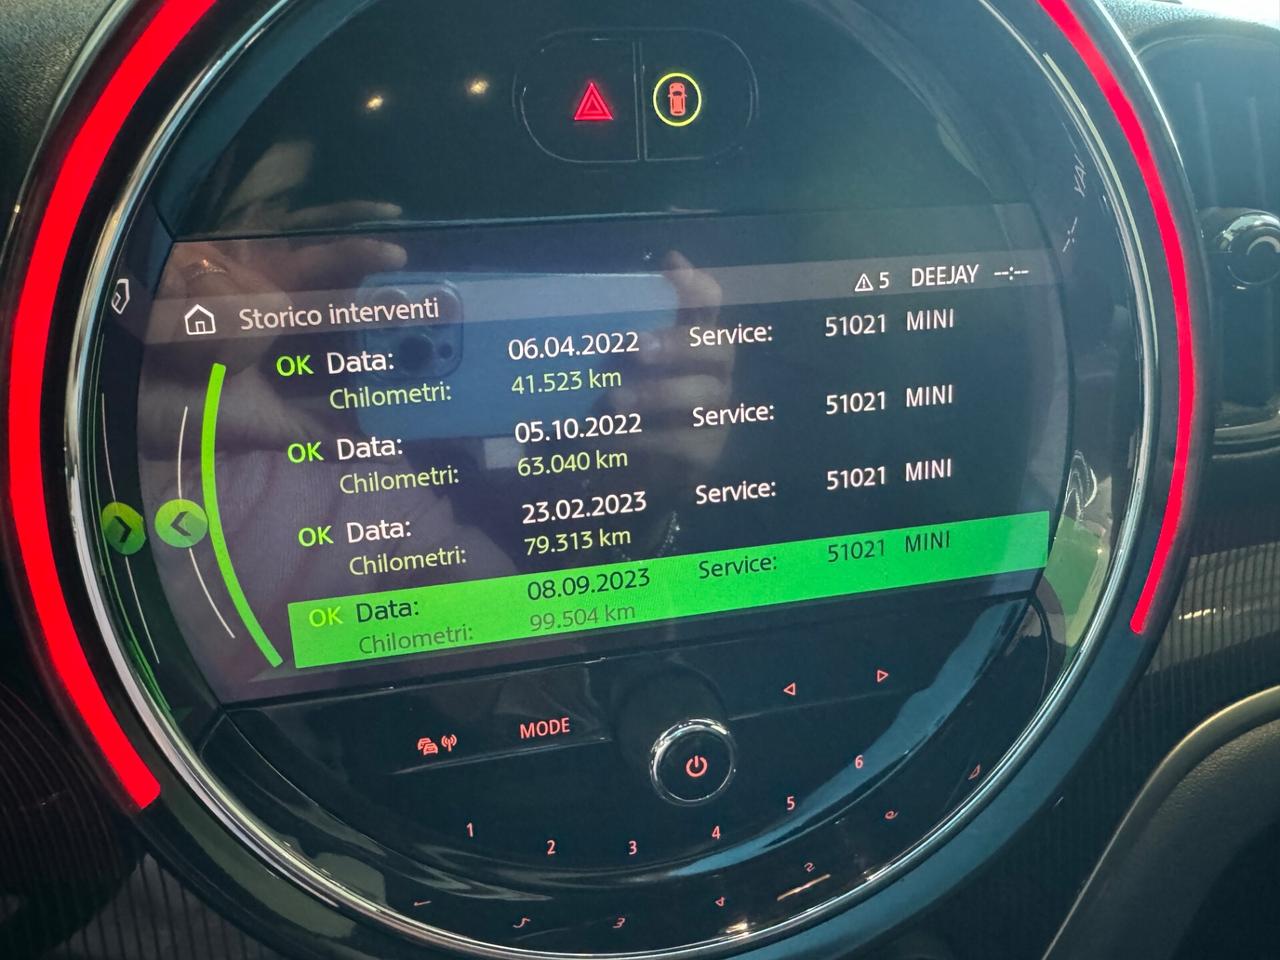 ⚠ 5 DEEJAY --:--
Storico interventi
OK Data: 06.04.2022 Service: 51021 MINI
Chilometri: 41.523 km
OK Data: 05.10.2022 Service: 51021 MINI
Chilometri: 63.040 km
OK Data: 23.02.2023 Service: 51021 MINI
Chilometri: 79.313 km
OK Data: 08.09.2023 Service: 51021 MINI
Chilometri: 99.504 km
MODE
1 2 3 4 5 6